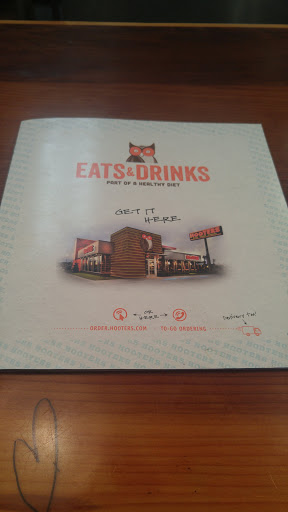 EATS & DRINKS
PART OF A HEALTHY DIET
GET IT
HERE
HOOTERS
OR
HERE
ORDER.HOOTERS.COM
TO-GO ORDERING
DELIVERY TOO!